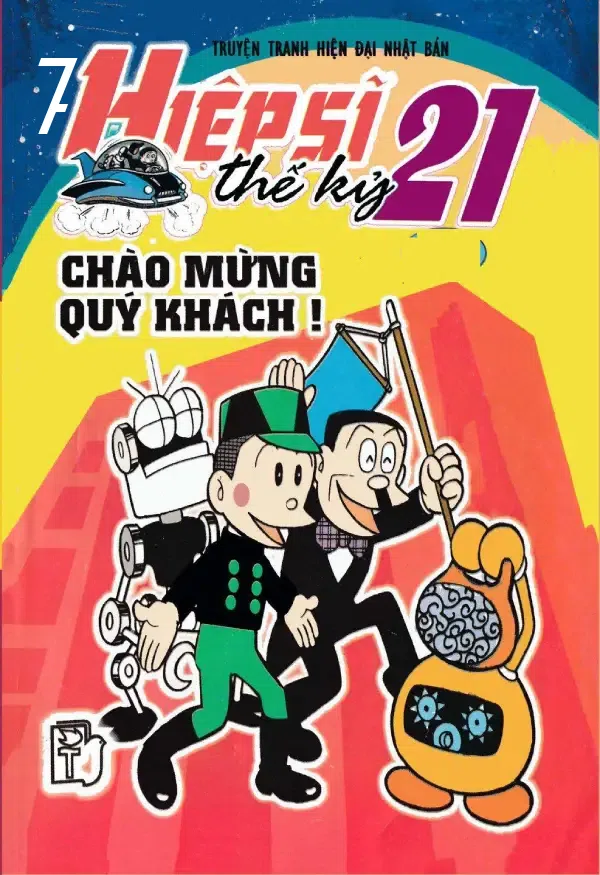 TRUYỆN TRANH HIỆN ĐẠI NHẬT BẢN
7
HIỆP SĨ
thế kỷ 21
CHÀO MỪNG
QUÝ KHÁCH !
T